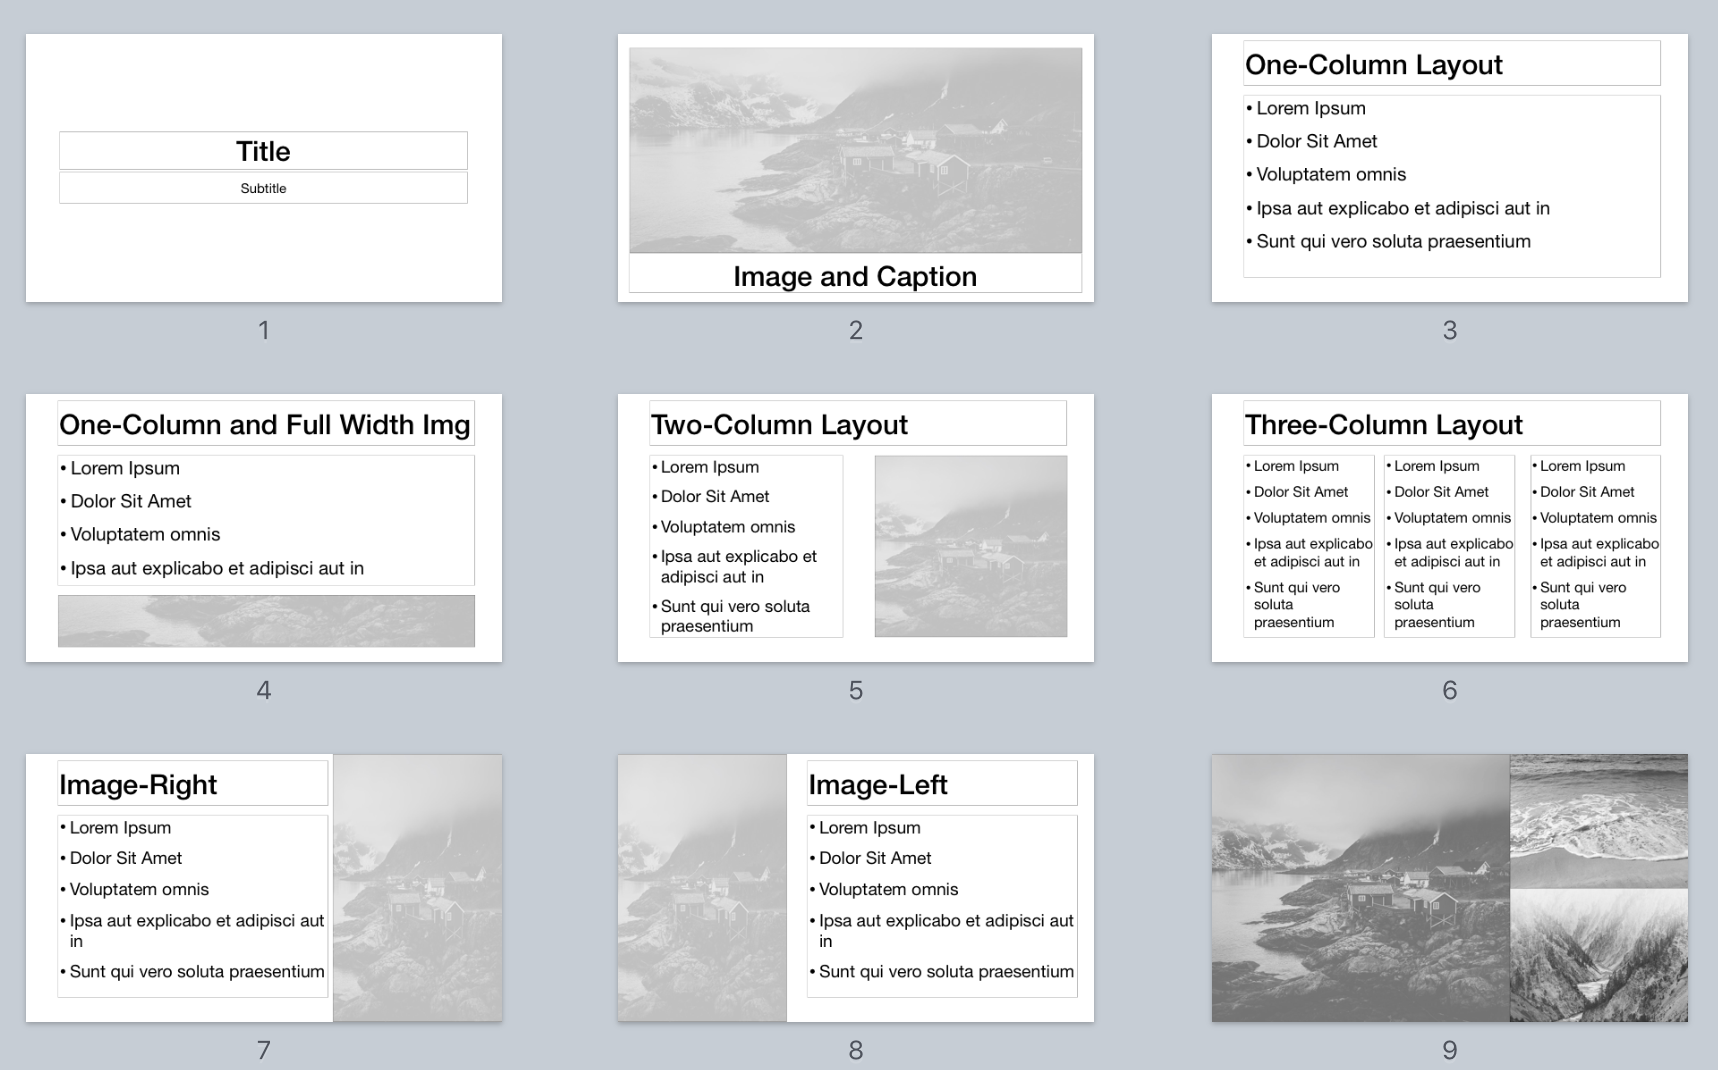 Title
Subtitle
1
Image and Caption
2
One-Column Layout
• Lorem Ipsum
• Dolor Sit Amet
• Voluptatem omnis
• Ipsa aut explicabo et adipisci aut in
• Sunt qui vero soluta praesentium
3
One-Column and Full Width Img
• Lorem Ipsum
• Dolor Sit Amet
• Voluptatem omnis
• Ipsa aut explicabo et adipisci aut in
4
Two-Column Layout
• Lorem Ipsum
• Dolor Sit Amet
• Voluptatem omnis
• Ipsa aut explicabo et
adipisci aut in
• Sunt qui vero soluta
praesentium
5
Three-Column Layout
• Lorem Ipsum
• Dolor Sit Amet
• Voluptatem omnis
• Ipsa aut explicabo
et adipisci aut in
• Sunt qui vero
soluta
praesentium
• Lorem Ipsum
• Dolor Sit Amet
• Voluptatem omnis
• Ipsa aut explicabo
et adipisci aut in
• Sunt qui vero
soluta
praesentium
• Lorem Ipsum
• Dolor Sit Amet
• Voluptatem omnis
• Ipsa aut explicabo
et adipisci aut in
• Sunt qui vero
soluta
praesentium
6
Image-Right
• Lorem Ipsum
• Dolor Sit Amet
• Voluptatem omnis
• Ipsa aut explicabo et adipisci aut
in
• Sunt qui vero soluta praesentium
7
Image-Left
• Lorem Ipsum
• Dolor Sit Amet
• Voluptatem omnis
• Ipsa aut explicabo et adipisci aut
in
• Sunt qui vero soluta praesentium
8
9